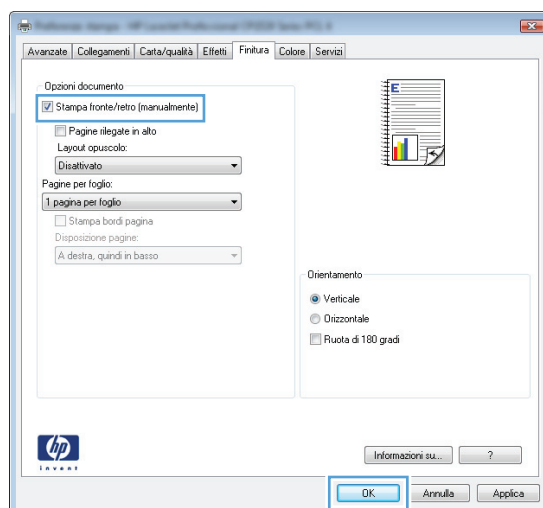 Avanzate Collegamenti Carta/qualità Effetti Finitura Colore Servizi
Opzioni documento
Stampa fronte/retro (manualmente)
Pagine rilegate in alto
Layout opuscolo:
Disattivato
Pagine per foglio:
1 pagina per foglio
Stampa bordi pagina
Disposizione pagine:
A destra, quindi in basso
E
Orientamento
Verticale
Orizzontale
Ruota di 180 gradi
hp
invent
Informazioni su... ?
OK Annulla Applica